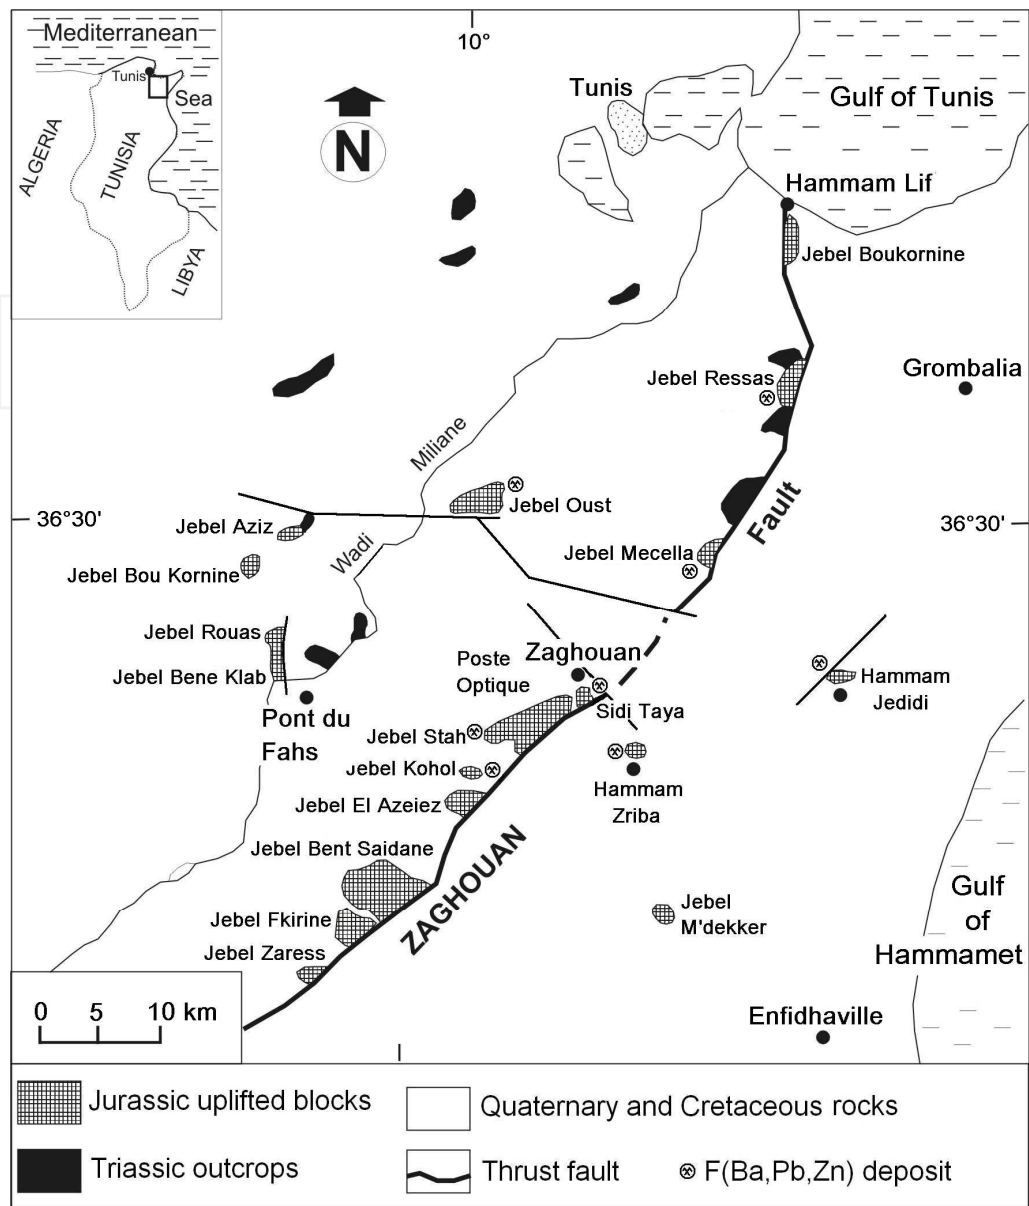 Mediterranean
Tunis
Sea
ALGERIA
TUNISIA
LIBYA
10°
N
Tunis
Gulf of Tunis
Hammam Lif
Jebel Boukornine
Jebel Ressas
Grombalia
Miliane
Wadi
Jebel Oust
36°30'
36°30'
Jebel Aziz
Jebel Bou Kornine
Jebel Mecella
Fault
Jebel Rouas
Jebel Bene Klab
Pont du
Fahs
Poste
Optique
Zaghouan
Sidi Taya
Hammam
Jedidi
Jebel Stah
Jebel Kohol
Hammam
Zriba
Jebel El Azeiez
Jebel Bent Saidane
ZAGHOUAN
Jebel Fkirine
Jebel Zaress
Jebel
M'dekker
Gulf
of
Hammamet
Enfidhaville
0 5 10 km
Jurassic uplifted blocks
Quaternary and Cretaceous rocks
Triassic outcrops
Thrust fault
F(Ba,Pb,Zn) deposit